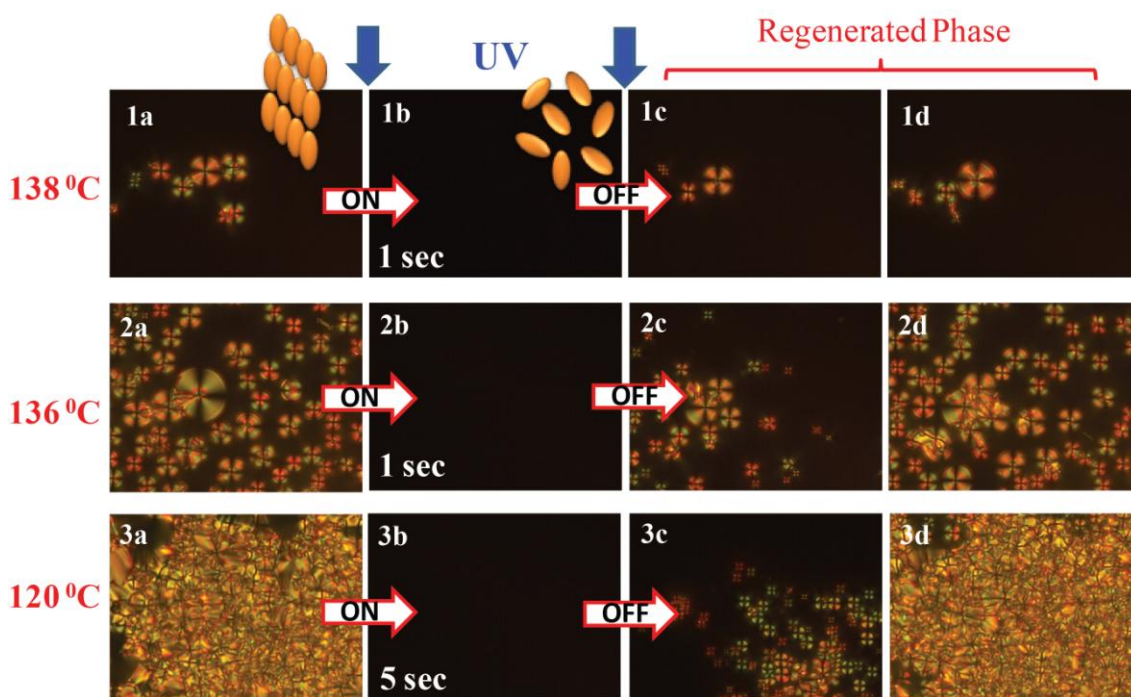 UV
Regenerated Phase
1a
1b
1c
1d
138 ⁰C
ON
OFF
1 sec
2a
2b
2c
2d
136 ⁰C
ON
OFF
1 sec
3a
3b
3c
3d
120 ⁰C
ON
OFF
5 sec